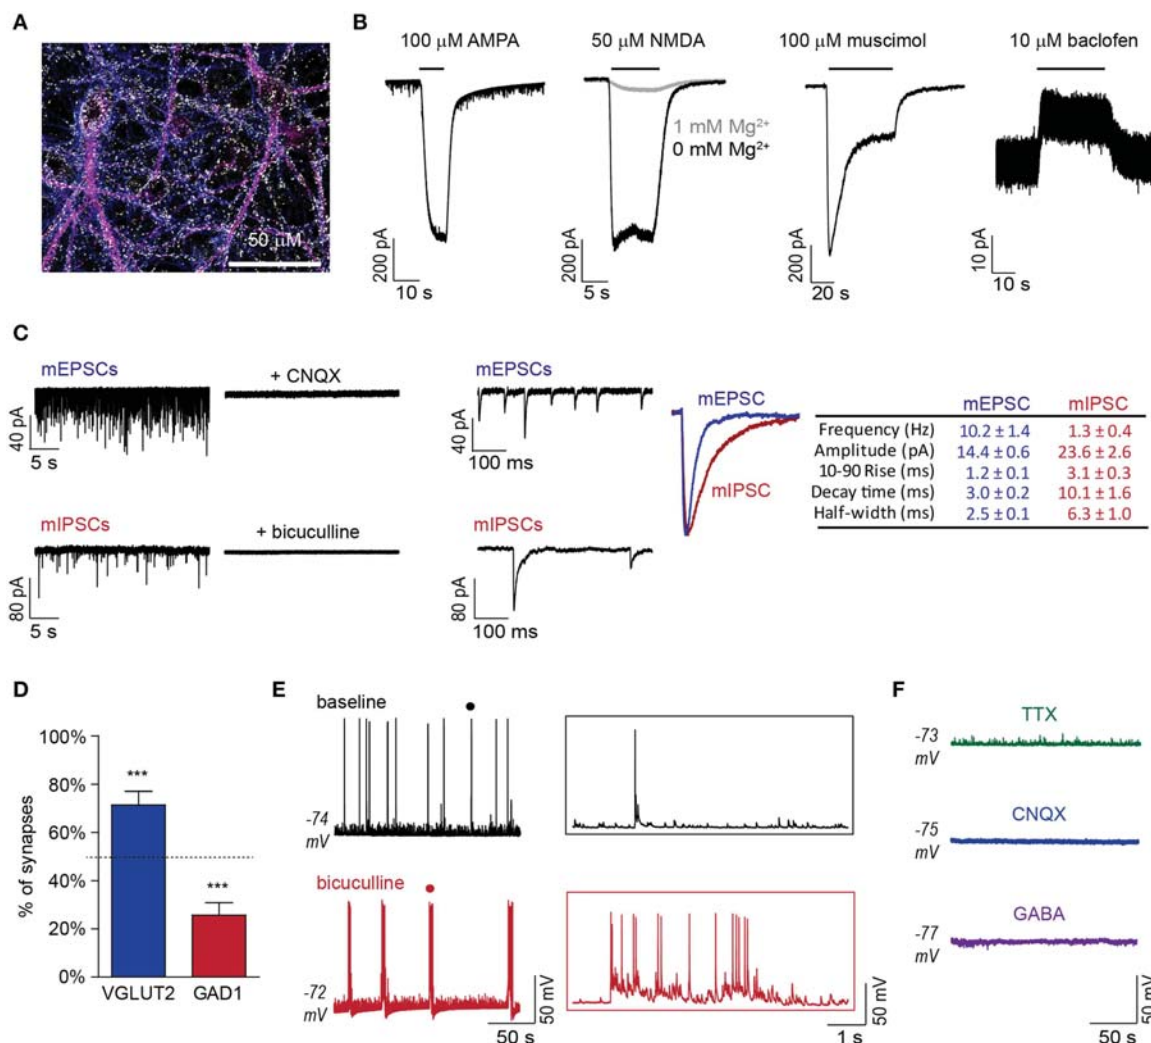 A
50 μM
B
100 μM AMPA
50 μM NMDA
100 μM muscimol
10 μM baclofen
1 mM Mg²⁺
0 mM Mg²⁺
200 pA
10 s
200 pA
5 s
200 pA
20 s
10 pA
10 s
C
mEPSCs
+ CNQX
40 pA
5 s
mEPSCs
40 pA
100 ms
mIPSCs
+ bicuculline
80 pA
5 s
mIPSCs
80 pA
100 ms
mEPSC
mIPSC
mEPSC mIPSC
Frequency (Hz) 10.2 ± 1.4 1.3 ± 0.4
Amplitude (pA) 14.4 ± 0.6 23.6 ± 2.6
10-90 Rise (ms) 1.2 ± 0.1 3.1 ± 0.3
Decay time (ms) 3.0 ± 0.2 10.1 ± 1.6
Half-width (ms) 2.5 ± 0.1 6.3 ± 1.0
D
% of synapses
100%
80%
60%
40%
20%
0%
***
***
VGLUT2 GAD1
E
baseline
-74
mV
bicuculline
-72
mV
50 mV
50 s
50 mV
1 s
F
TTX
-73
mV
CNQX
-75
mV
GABA
-77
mV
50 mV
50 s